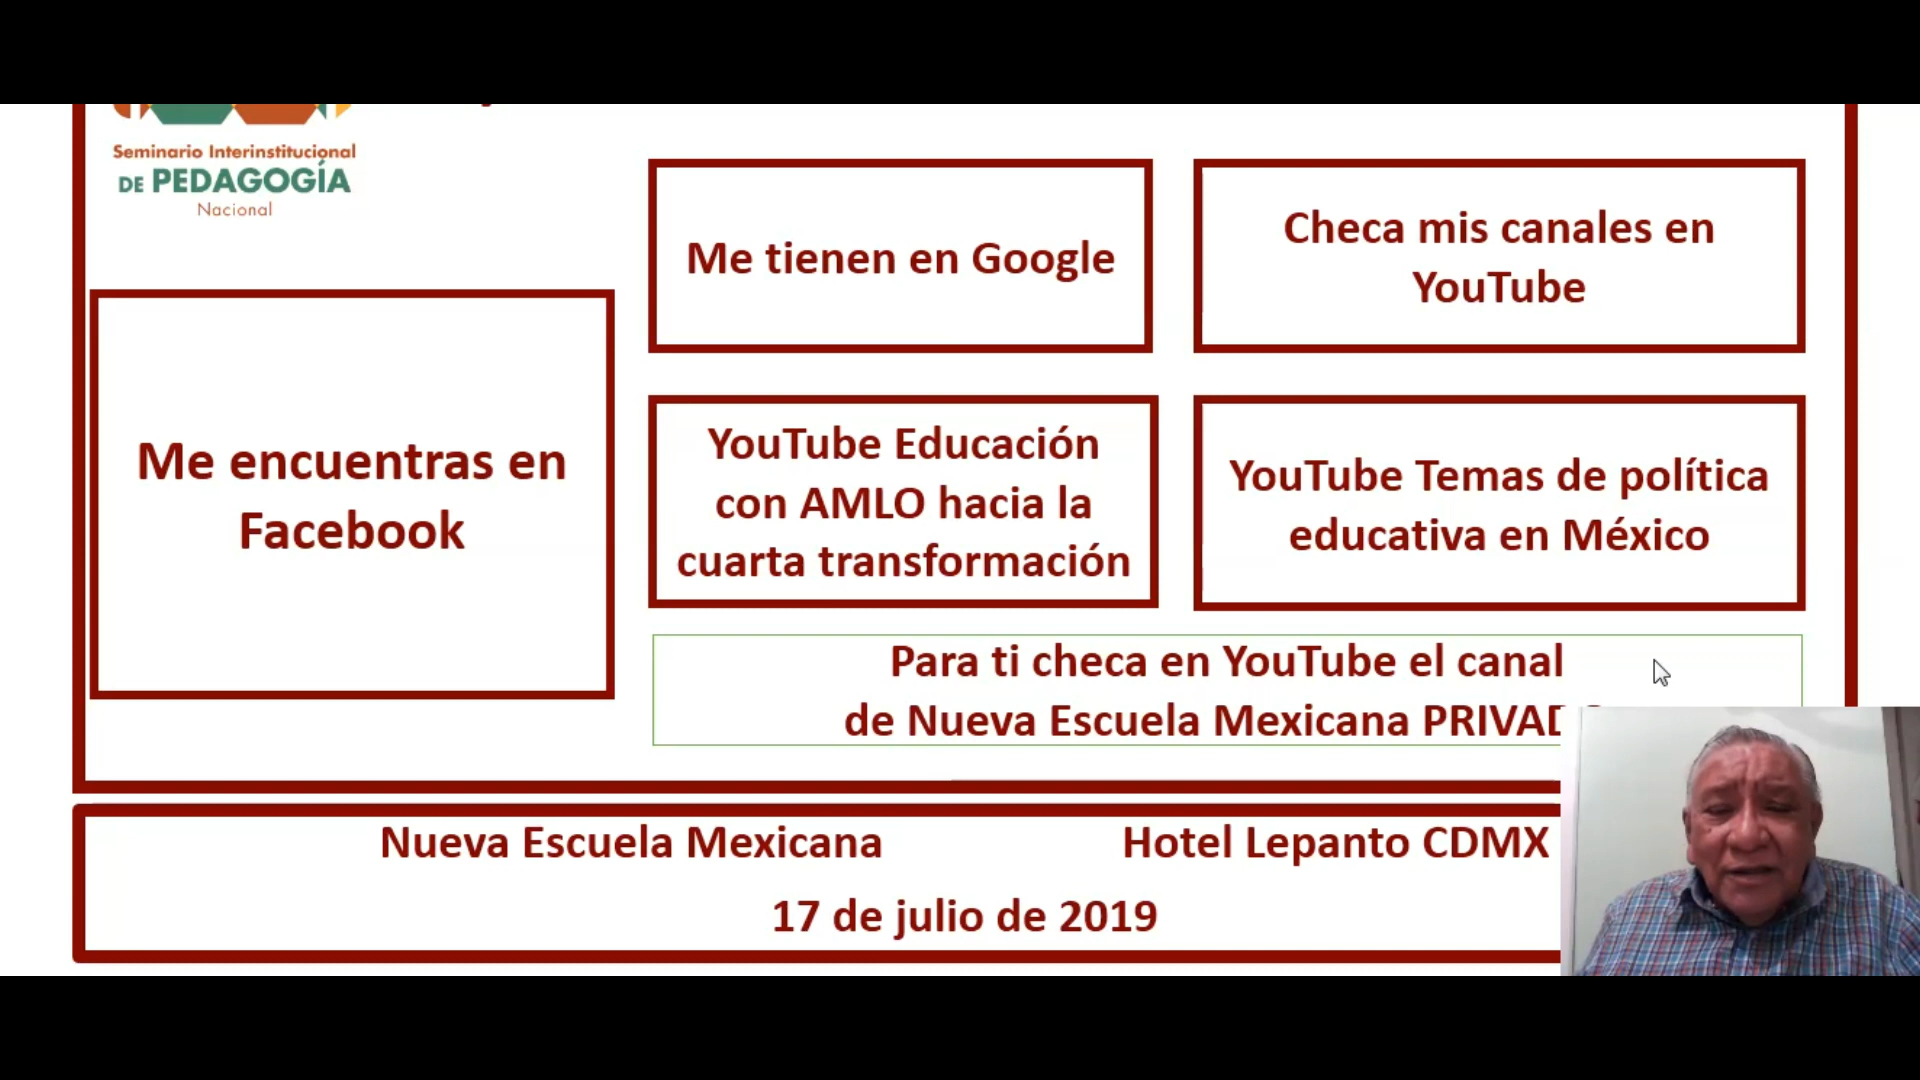 Seminario Interinstitucional
DE PEDAGOGÍA
Nacional
Me tienen en Google
Checa mis canales en
YouTube
Me encuentras en
Facebook
YouTube Educación
con AMLO hacia la
cuarta transformación
YouTube Temas de política
educativa en México
Para ti checa en YouTube el canal
de Nueva Escuela Mexicana
Nueva Escuela Mexicana Hotel Lepanto CDMX
17 de julio de 2019